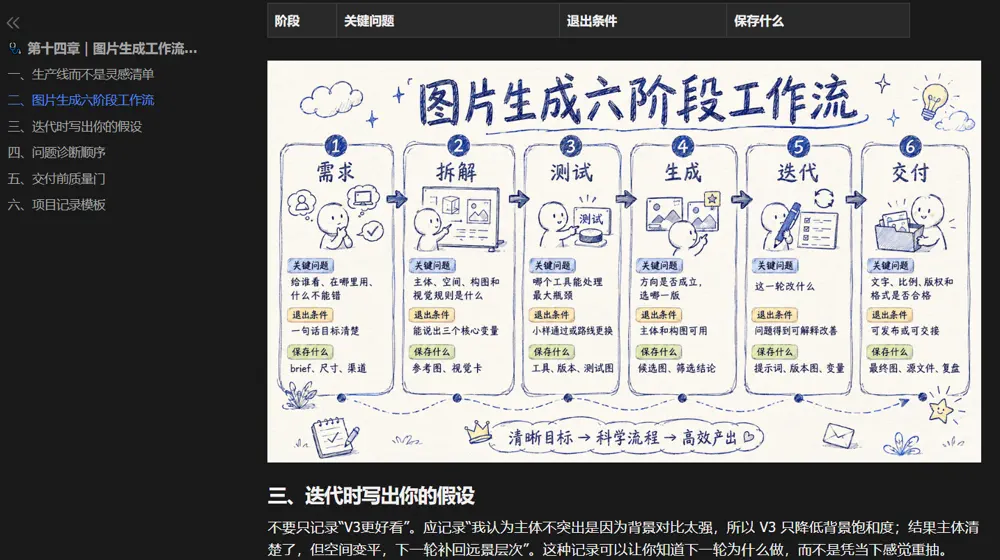 第十四章｜图片生成工作流...
一、生产线而不是灵感清单
二、图片生成六阶段工作流
三、迭代时写出你的假设
四、问题诊断顺序
五、交付前质量门
六、项目记录模板
阶段 关键问题 退出条件 保存什么
图片生成六阶段工作流
1
需求
关键问题
给谁看、在哪里用、
什么不能错
退出条件
一句话目标清楚
保存什么
brief、尺寸、渠道
2
拆解
关键问题
主体、空间、构图和
视觉规则是什么
退出条件
能说出三个核心变量
保存什么
参考图、视觉卡
3
测试
测试
关键问题
哪个工具能处理
最大瓶颈
退出条件
小样通过或路线更换
保存什么
工具、版本、测试图
4
生成
关键问题
方向是否成立，
选哪一版
退出条件
主体和构图可用
保存什么
候选图、筛选结论
5
迭代
关键问题
这一轮改什么
退出条件
问题得到可解释改善
保存什么
提示词、版本图、变量
6
交付
关键问题
文字、比例、版权和
格式是否合格
退出条件
可发布或可交接
保存什么
最终图、源文件、复盘
清晰目标 → 科学流程 → 高效产出
三、迭代时写出你的假设
不要只记录“V3更好看”。应记录“我认为主体不突出是因为背景对比太强，所以 V3 只降低背景饱和度；结果主体清
楚了，但空间变平，下一轮补回远景层次”。这种记录可以让你知道下一轮为什么做，而不是凭当下感觉重抽。